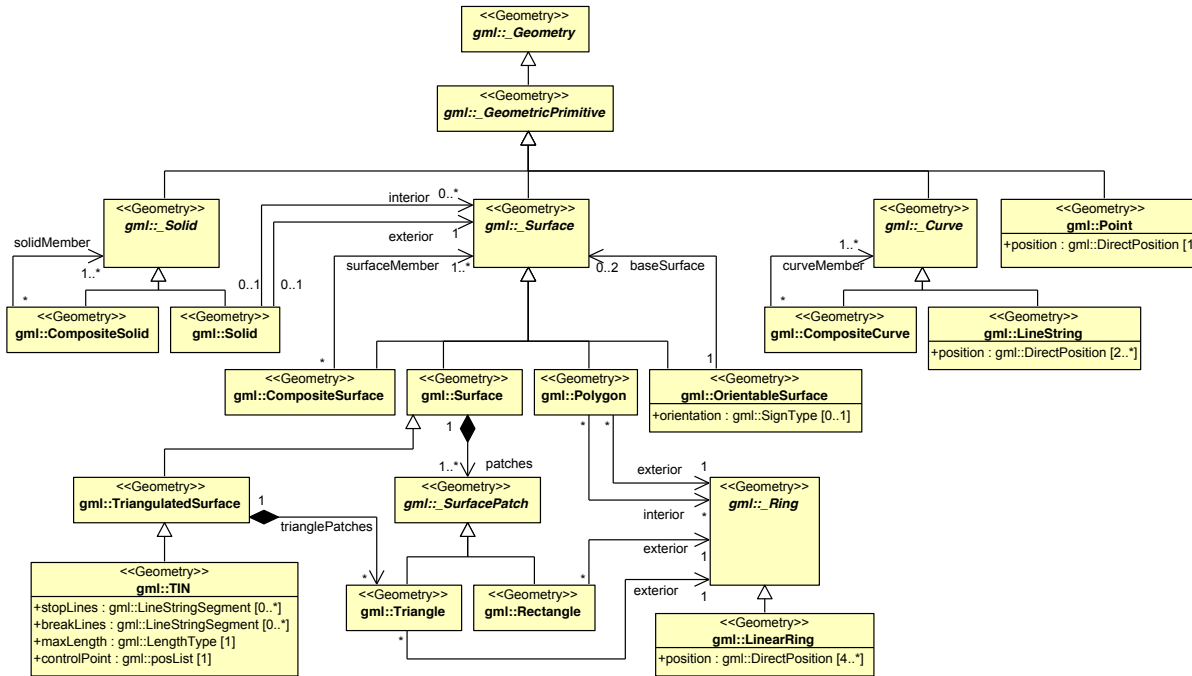 <<Geometry>>
gml::_Geometry
<<Geometry>>
gml::_GeometricPrimitive
<<Geometry>>
gml::_Solid
interior
0..*
<<Geometry>>
gml::_Surface
exterior
1
<<Geometry>>
gml::_Curve
<<Geometry>>
gml::Point
+position : gml::DirectPosition [1
solidMember
1..*
*
0..1
0..1
surfaceMember
1..*
0..2
baseSurface
1..*
curveMember
*
<<Geometry>>
gml::CompositeSolid
<<Geometry>>
gml::Solid
<<Geometry>>
gml::CompositeCurve
<<Geometry>>
gml::LineString
+position : gml::DirectPosition [2..*]
*
1
<<Geometry>>
gml::CompositeSurface
<<Geometry>>
gml::Surface
<<Geometry>>
gml::Polygon
<<Geometry>>
gml::OrientableSurface
+orientation : gml::SignType [0..1]
1
*
*
1..*
patches
exterior
1
<<Geometry>>
gml::TriangulatedSurface
1
trianglePatches
*
<<Geometry>>
gml::_SurfacePatch
interior
*
<<Geometry>>
gml::_Ring
exterior
1
*
exterior
1
<<Geometry>>
gml::TIN
+stopLines : gml::LineStringSegment [0..*]
+breakLines : gml::LineStringSegment [0..*]
+maxLength : gml::LengthType [1]
+controlPoint : gml::posList [1]
<<Geometry>>
gml::Triangle
*
<<Geometry>>
gml::Rectangle
<<Geometry>>
gml::LinearRing
+position : gml::DirectPosition [4..*]